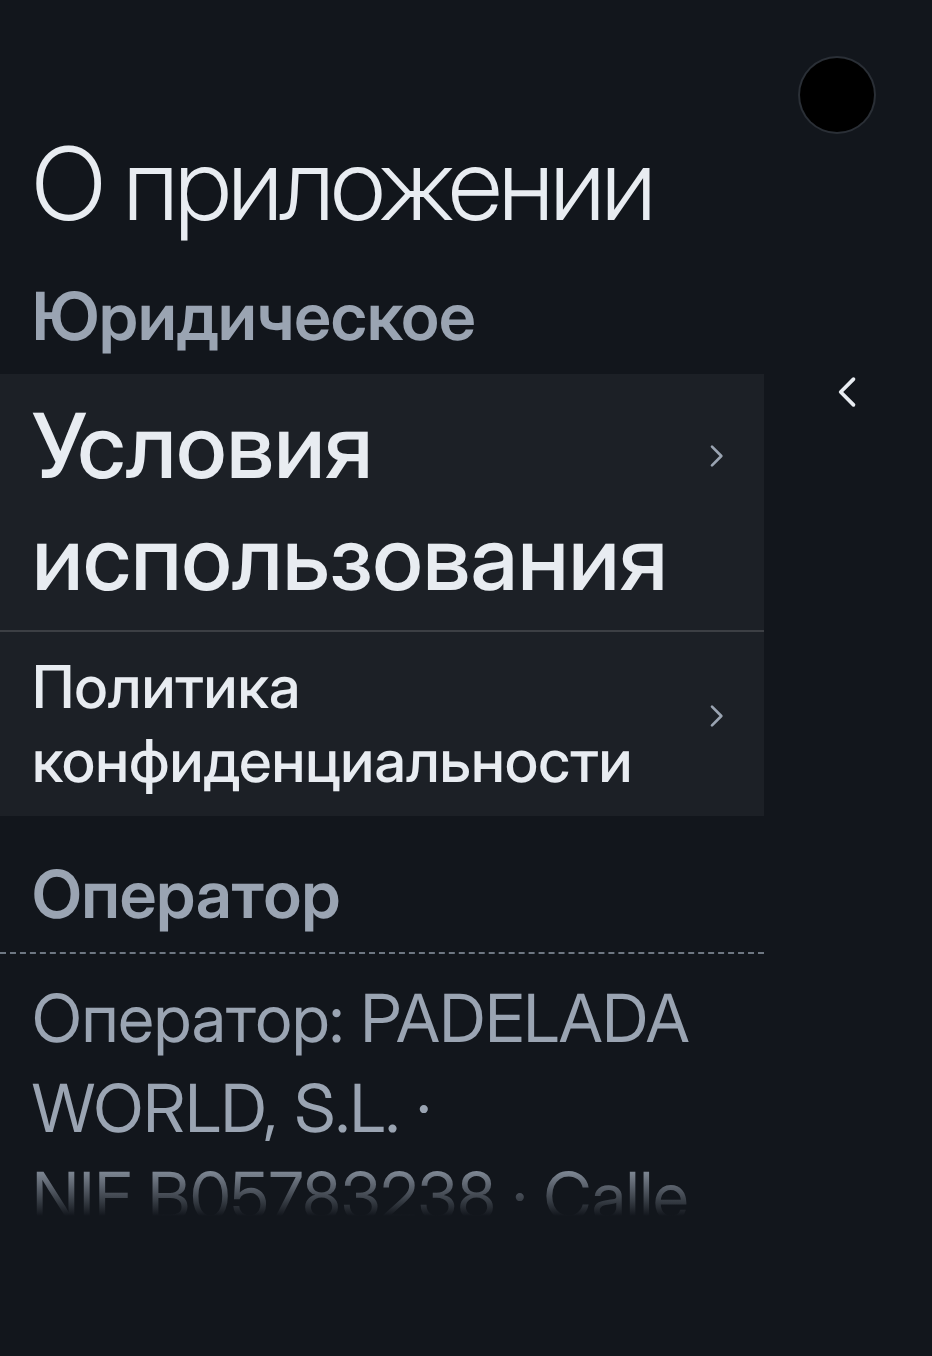 О приложении
Юридическое
Условия
использования
Политика
конфиденциальности
Оператор
Оператор: PADELADA
WORLD, S.L. ·
NIF B05783238 · Calle